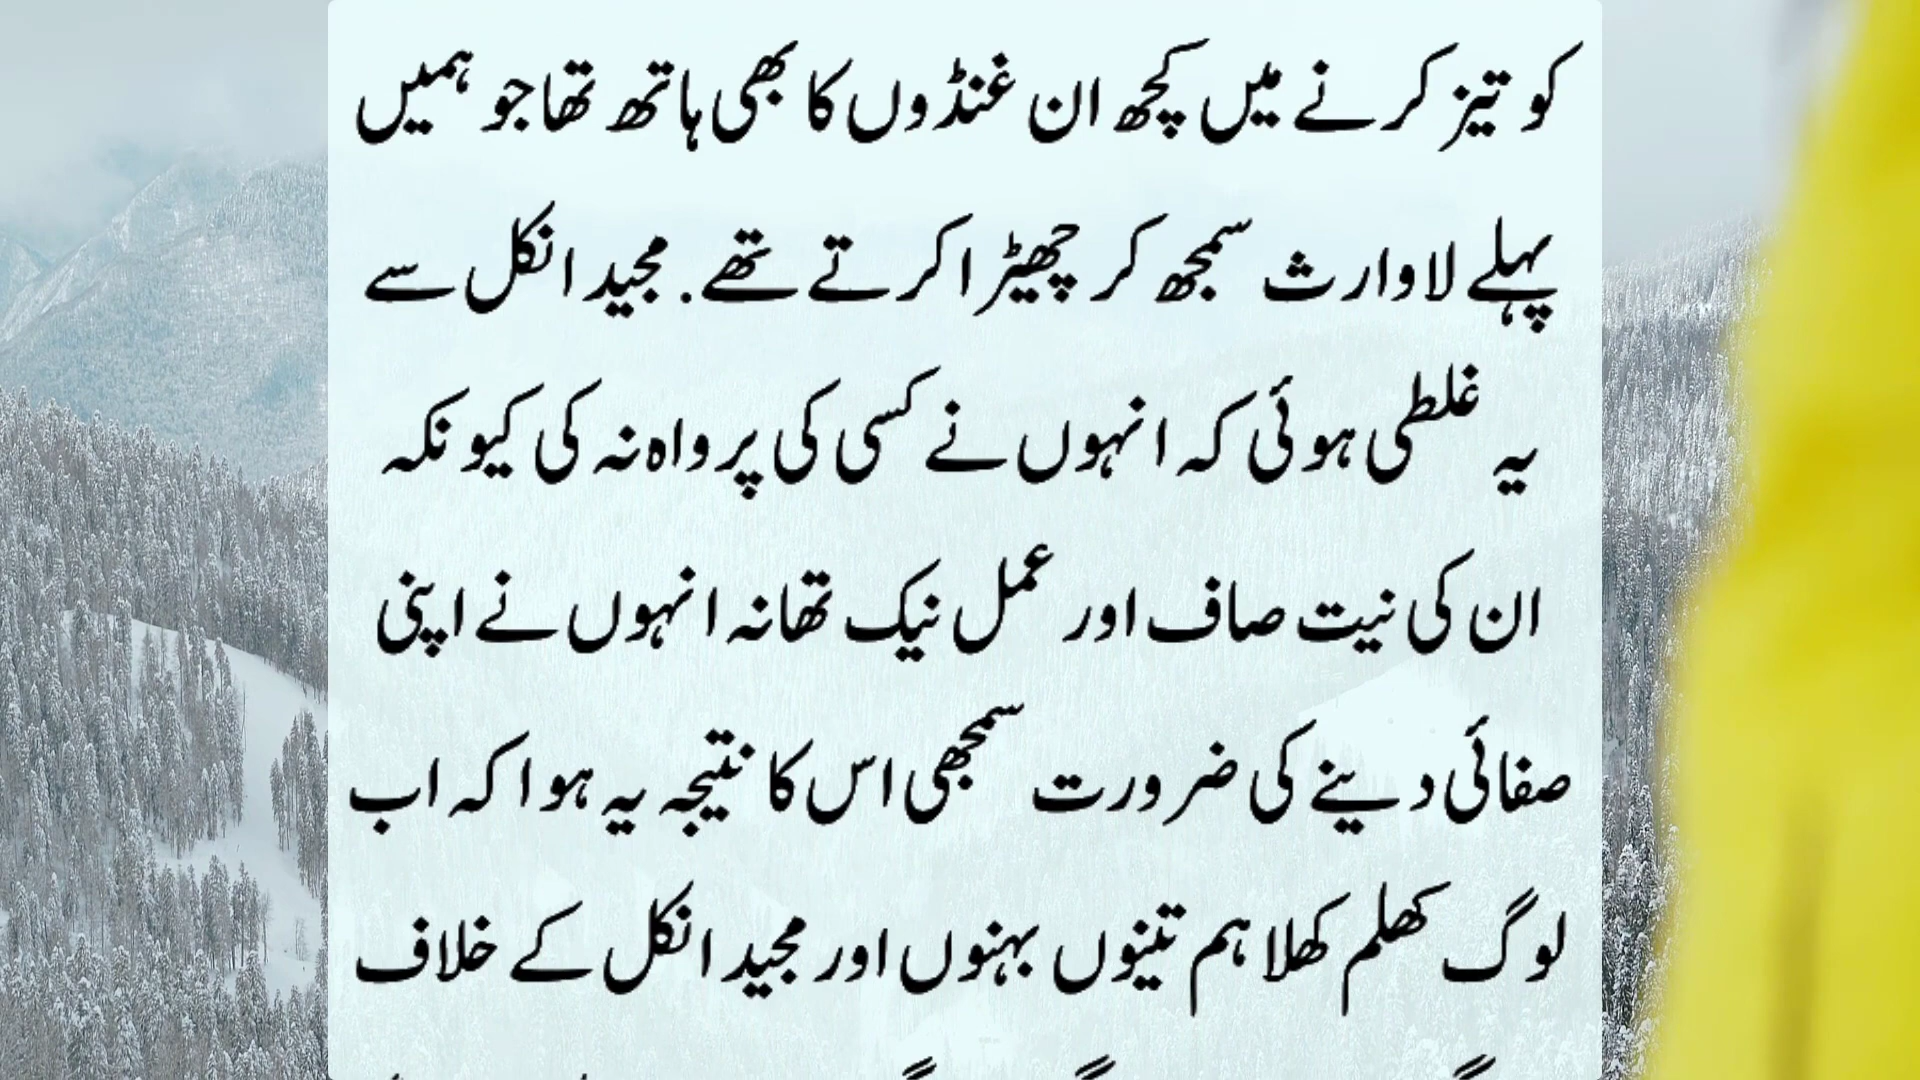 کو تیز کرنے میں کچھ ان غنڈوں کا بھی ہاتھ تھا جو ہمیں
پہلے لاوارث سمجھ کر چھیڑا کرتے تھے. مجید انکل سے
یہ غلطی ہوئی کہ انہوں نے کسی کی پرواہ نہ کی کیونکہ
ان کی نیت صاف اور عمل نیک تھا نہ انہوں نے اپنی
صفائی دینے کی ضرورت سمجھی اس کا نتیجہ یہ ہوا کہ اب
لوگ کھلم کھلا ہم تینوں بہنوں اور مجید انکل کے خلاف